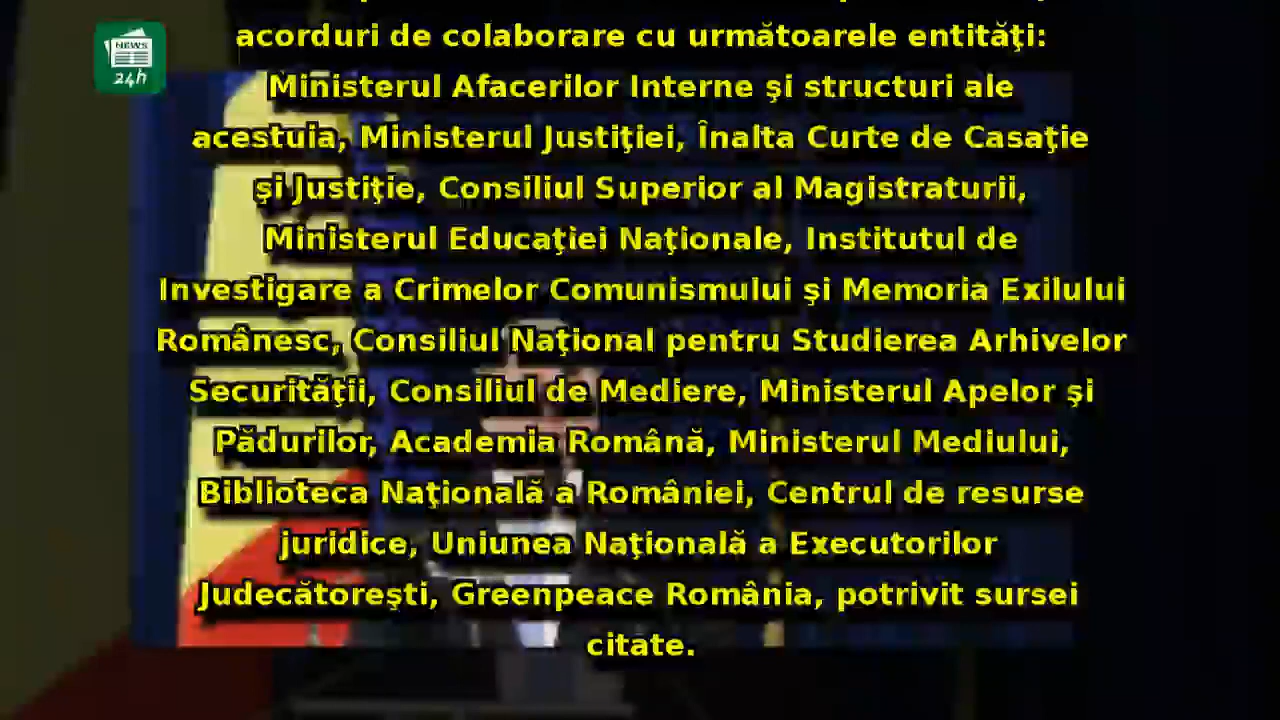 NEWS
24h
acorduri de colaborare cu următoarele entităţi:
Ministerul Afacerilor Interne şi structuri ale
acestuia, Ministerul Justiţiei, Înalta Curte de Casaţie
şi Justiţie, Consiliul Superior al Magistraturii,
Ministerul Educaţiei Naţionale, Institutul de
Investigare a Crimelor Comunismului şi Memoria Exilului
Românesc, Consiliul Naţional pentru Studierea Arhivelor
Securităţii, Consiliul de Mediere, Ministerul Apelor şi
Pădurilor, Academia Română, Ministerul Mediului,
Biblioteca Naţională a României, Centrul de resurse
juridice, Uniunea Naţională a Executorilor
Judecătoreşti, Greenpeace România, potrivit sursei
citate.